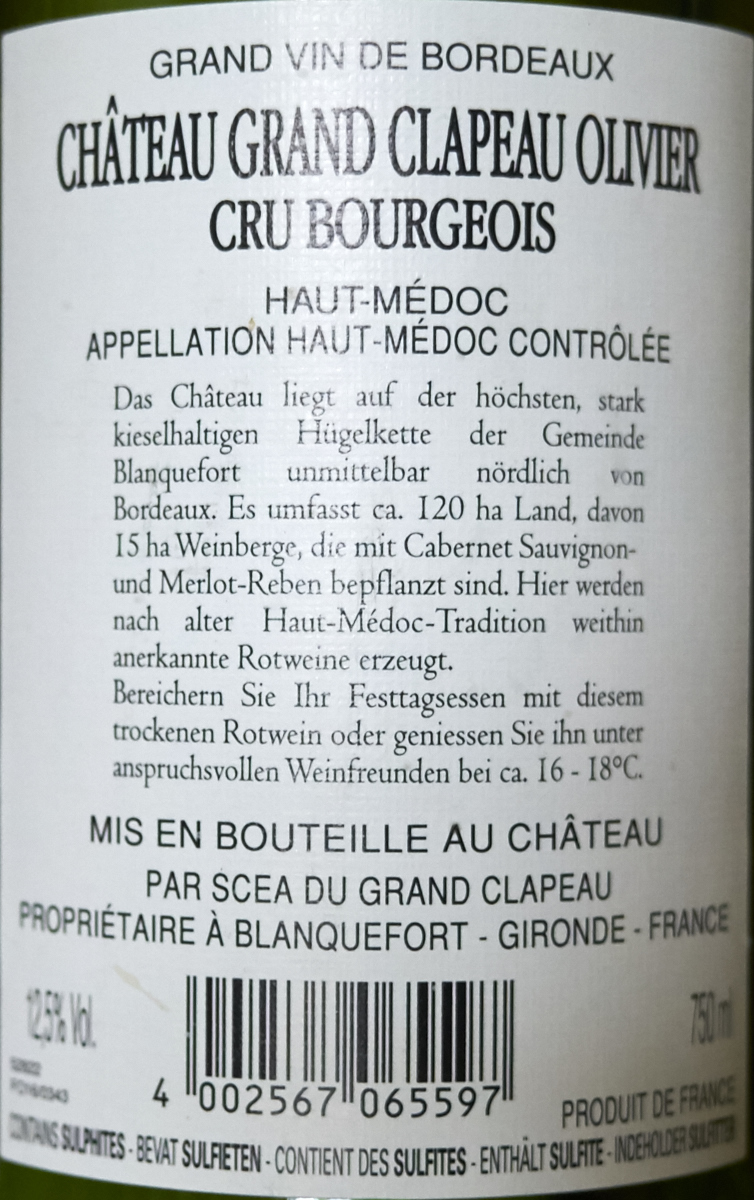 GRAND VIN DE BORDEAUX
CHÂTEAU GRAND CLAPEAU OLIVIER
CRU BOURGEOIS
HAUT-MÉDOC
APPELLATION HAUT-MÉDOC CONTRÔLÉE
Das Château liegt auf der höchsten, stark
kieselhaltigen Hügelkette der Gemeinde
Blanquefort unmittelbar nördlich von
Bordeaux. Es umfasst ca. 120 ha Land, davon
15 ha Weinberge, die mit Cabernet Sauvignon-
und Merlot-Reben bepflanzt sind. Hier werden
nach alter Haut-Médoc-Tradition weithin
anerkannte Rotweine erzeugt.
Bereichern Sie Ihr Festtagsessen mit diesem
trockenen Rotwein oder geniessen Sie ihn unter
anspruchsvollen Weinfreunden bei ca. 16 - 18°C.
MIS EN BOUTEILLE AU CHÂTEAU
PAR SCEA DU GRAND CLAPEAU
PROPRIÉTAIRE À BLANQUEFORT - GIRONDE - FRANCE
12,5% Vol.
750 ml
4 002567 065597
PRODUIT DE FRANCE
CONTAINS SULPHITES - BEVAT SULFIETEN - CONTIENT DES SULFITES - ENTHÄLT SULFITE - INDEHOLDER SULFITTER